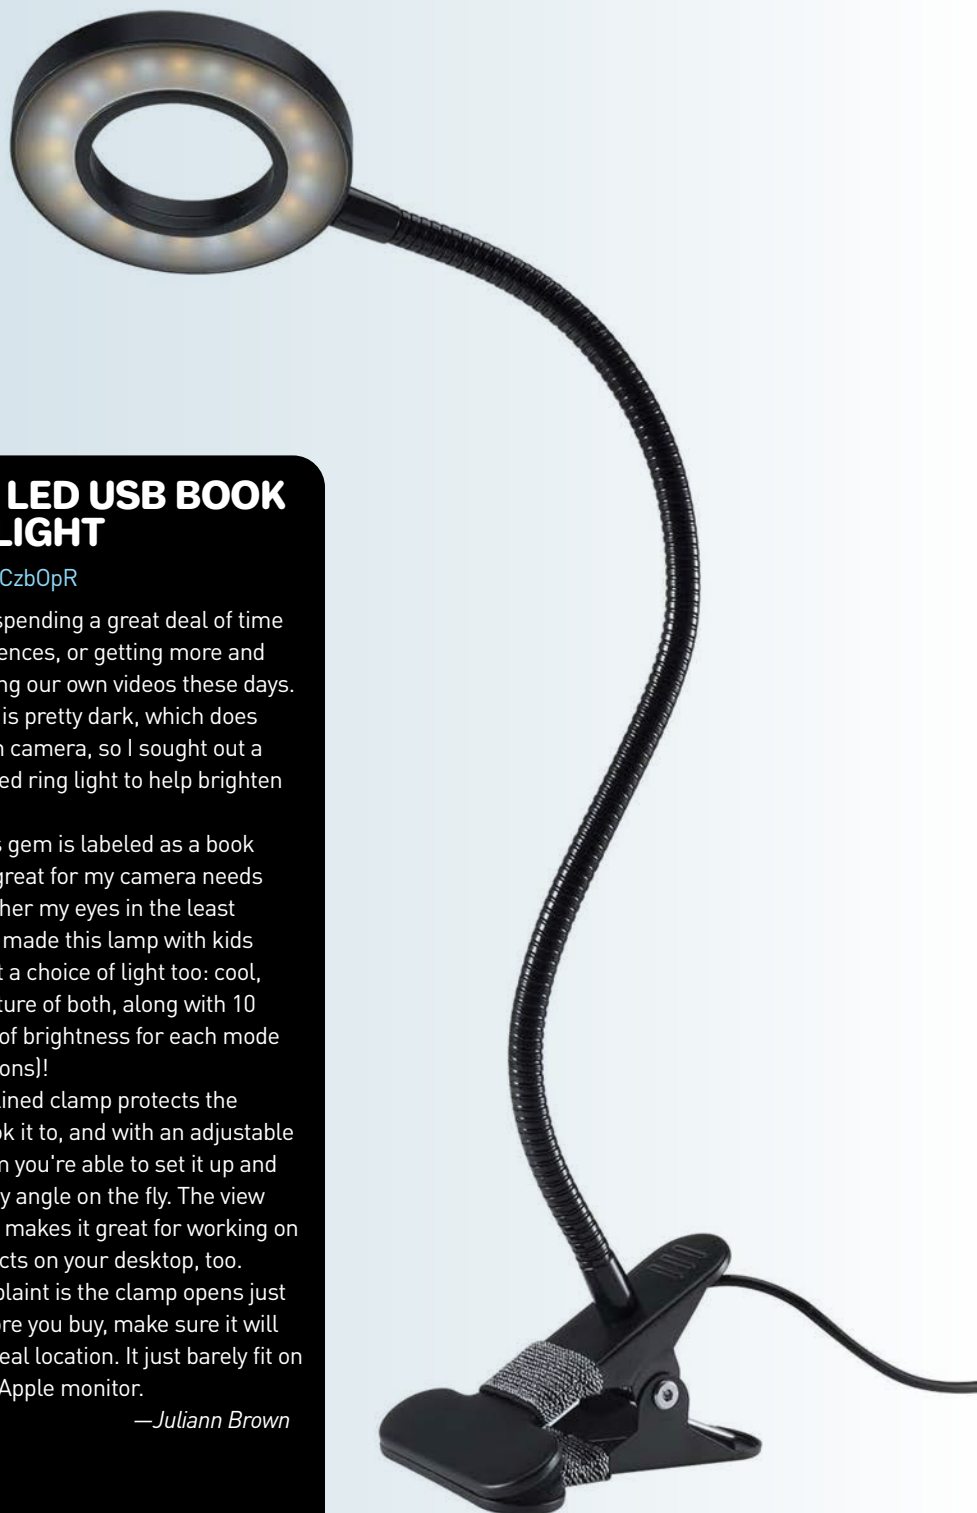 LED USB BOOK
LIGHT
CzbOpR
spending a great deal of time
ences, or getting more and
ng our own videos these days.
is pretty dark, which does
n camera, so I sought out a
ed ring light to help brighten
s gem is labeled as a book
great for my camera needs
her my eyes in the least
made this lamp with kids
t a choice of light too: cool,
ture of both, along with 10
of brightness for each mode
ons)!
ined clamp protects the
ok it to, and with an adjustable
m you're able to set it up and
y angle on the fly. The view
makes it great for working on
cts on your desktop, too.
plaint is the clamp opens just
ore you buy, make sure it will
eal location. It just barely fit on
Apple monitor.
—Juliann Brown